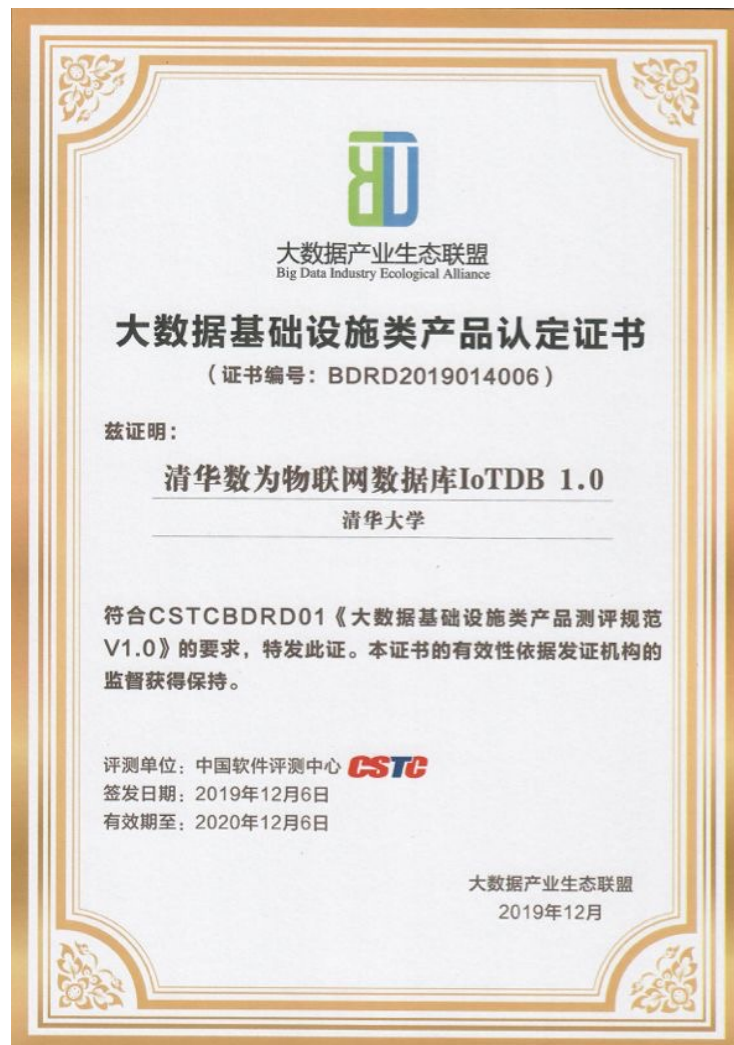 大数据产业生态联盟
Big Data Industry Ecological Alliance
大数据基础设施类产品认定证书
（证书编号：BDRD2019014006）
兹证明：
清华数为物联网数据库IoTDB 1.0
清华大学
符合CSTCBDRD01《大数据基础设施类产品测评规范
V1.0》的要求，特发此证。本证书的有效性依据发证机构的
监督获得保持。
评测单位：中国软件评测中心 CSTC
签发日期：2019年12月6日
有效期至：2020年12月6日
大数据产业生态联盟
2019年12月